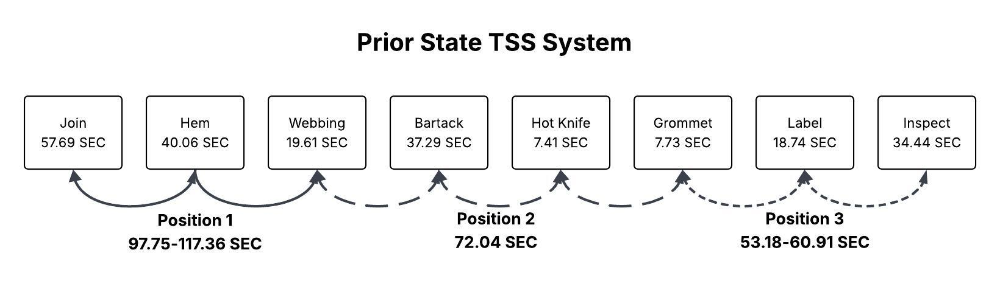 Prior State TSS System
Join
57.69 SEC
Hem
40.06 SEC
Webbing
19.61 SEC
Bartack
37.29 SEC
Hot Knife
7.41 SEC
Grommet
7.73 SEC
Label
18.74 SEC
Inspect
34.44 SEC
Position 1
97.75-117.36 SEC
Position 2
72.04 SEC
Position 3
53.18-60.91 SEC